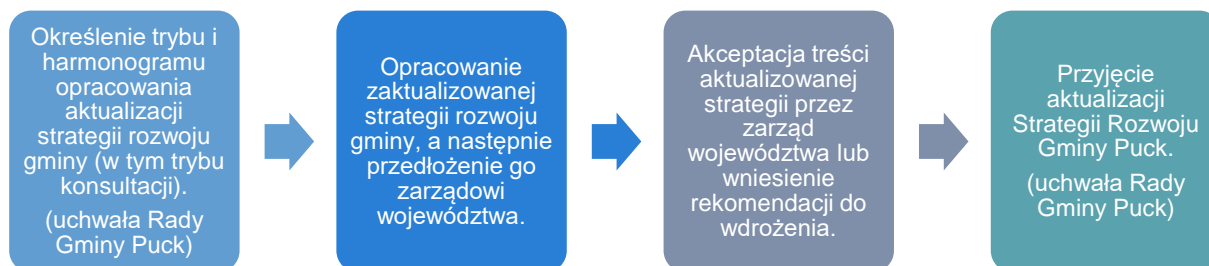 Określenie trybu i
harmonogramu
opracowania
aktualizacji
strategii rozwoju
gminy (w tym trybu
konsultacji).
(uchwała Rady
Gminy Puck)
Opracowanie
zaktualizowanej
strategii rozwoju
gminy, a następnie
przedłożenie go
zarządowi
województwa.
Akceptacja treści
aktualizowanej
strategii przez
zarząd
województwa lub
wniesienie
rekomendacji do
wdrożenia.
Przyjęcie
aktualizacji
Strategii Rozwoju
Gminy Puck.
(uchwała Rady
Gminy Puck)